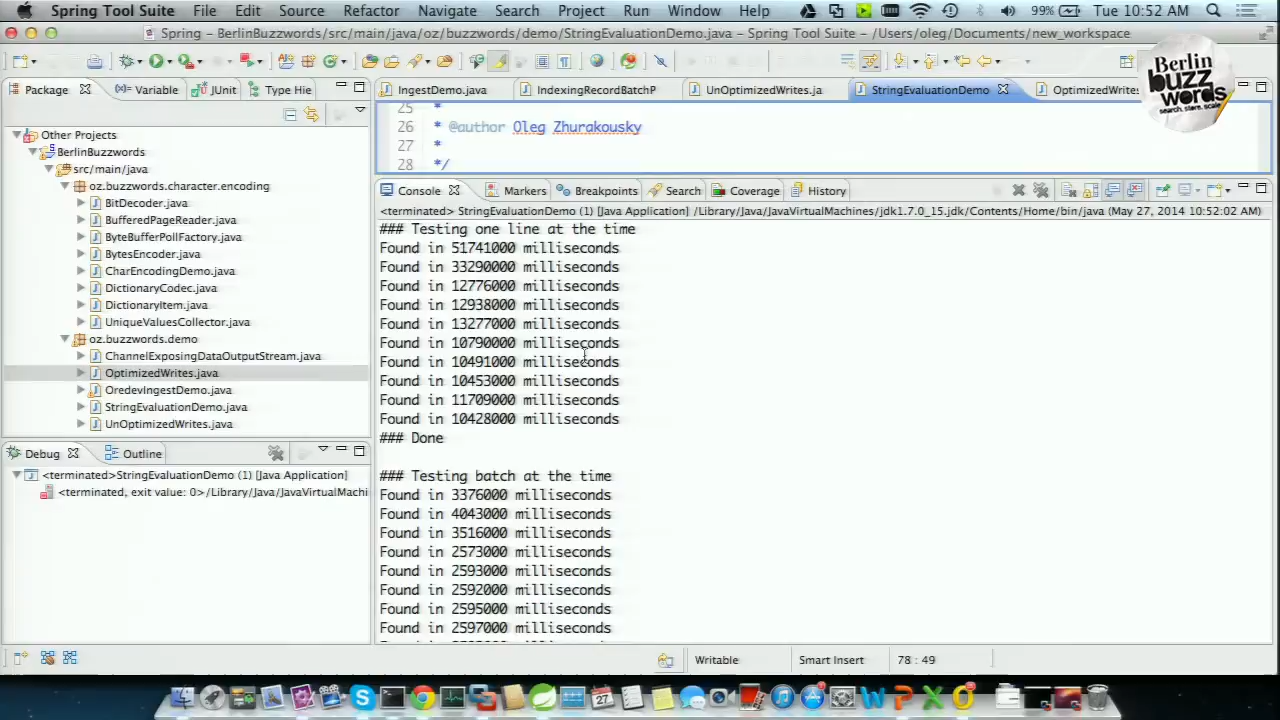 Spring Tool Suite File Edit Source Refactor Navigate Search Project Run Window Help 99% Tue 10:52 AM
Spring - BerlinBuzzwords/src/main/java/oz/buzzwords/demo/StringEvaluationDemo.java - Spring Tool Suite - /Users/oleg/Documents/new_workspace
Berlin
buzz
words
search. store. scale.
Package Variable JUnit Type Hie
IngestDemo.java IndexingRecordBatchP UnOptimizedWrites.ja StringEvaluationDemo OptimizedWrites
25 *
26 * @author Oleg Zhurakousky
27 *
28 */
Other Projects
BerlinBuzzwords
src/main/java
oz.buzzwords.character.encoding
BitDecoder.java
BufferedPageReader.java
ByteBufferPollFactory.java
BytesEncoder.java
CharEncodingDemo.java
DictionaryCodec.java
DictionaryItem.java
UniqueValuesCollector.java
oz.buzzwords.demo
ChannelExposingDataOutputStream.java
OptimizedWrites.java
OredevIngestDemo.java
StringEvaluationDemo.java
UnOptimizedWrites.java
Debug Outline
<terminated>StringEvaluationDemo (1) [Java Application]
<terminated, exit value: 0>/Library/Java/JavaVirtualMachi
Console Markers Breakpoints Search Coverage History
<terminated> StringEvaluationDemo (1) [Java Application] /Library/Java/JavaVirtualMachines/jdk1.7.0_15.jdk/Contents/Home/bin/java (May 27, 2014 10:52:02 AM)
### Testing one line at the time
Found in 51741000 milliseconds
Found in 33290000 milliseconds
Found in 12776000 milliseconds
Found in 12938000 milliseconds
Found in 13277000 milliseconds
Found in 10790000 milliseconds
Found in 10491000 milliseconds
Found in 10453000 milliseconds
Found in 11709000 milliseconds
Found in 10428000 milliseconds
### Done
### Testing batch at the time
Found in 3376000 milliseconds
Found in 4043000 milliseconds
Found in 3516000 milliseconds
Found in 2573000 milliseconds
Found in 2593000 milliseconds
Found in 2592000 milliseconds
Found in 2595000 milliseconds
Found in 2597000 milliseconds
Writable Smart Insert 78 : 49
27